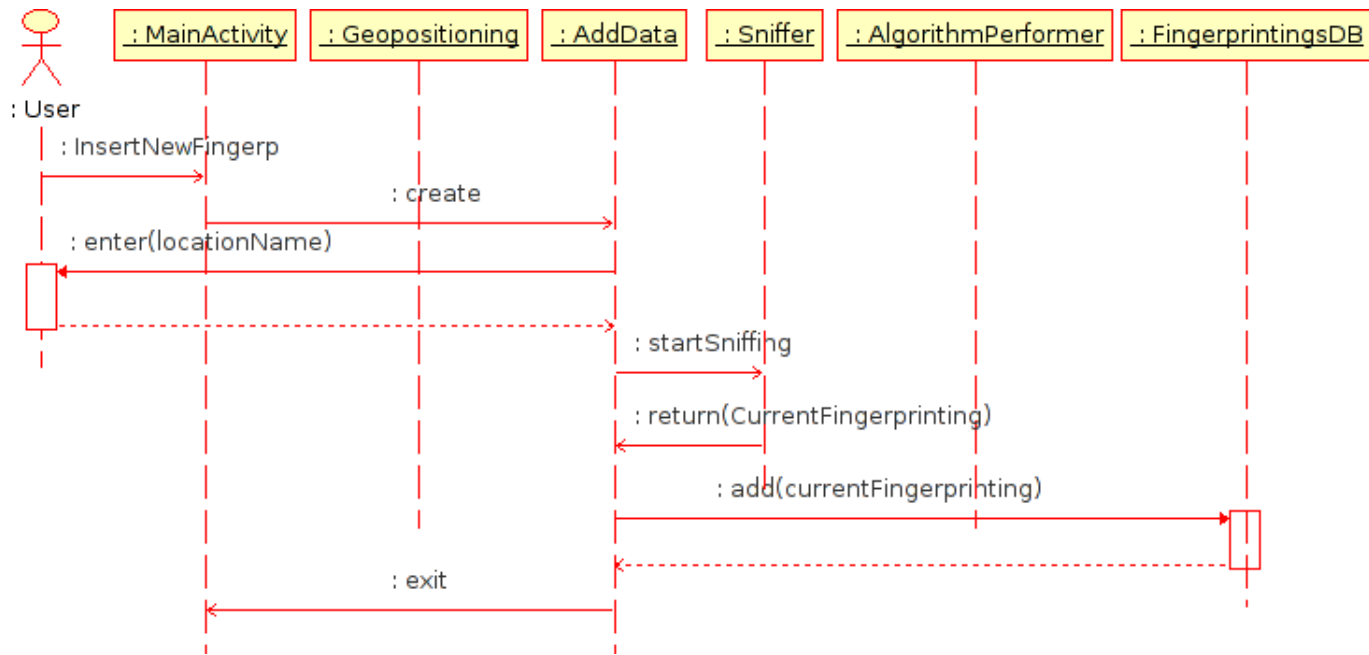 : MainActivity
: Geopositioning
: AddData
: Sniffer
: AlgorithmPerformer
: FingerprintingsDB
: User
: InsertNewFingerp
: create
: enter(locationName)
: startSniffing
: return(CurrentFingerprinting)
: add(currentFingerprinting)
: exit